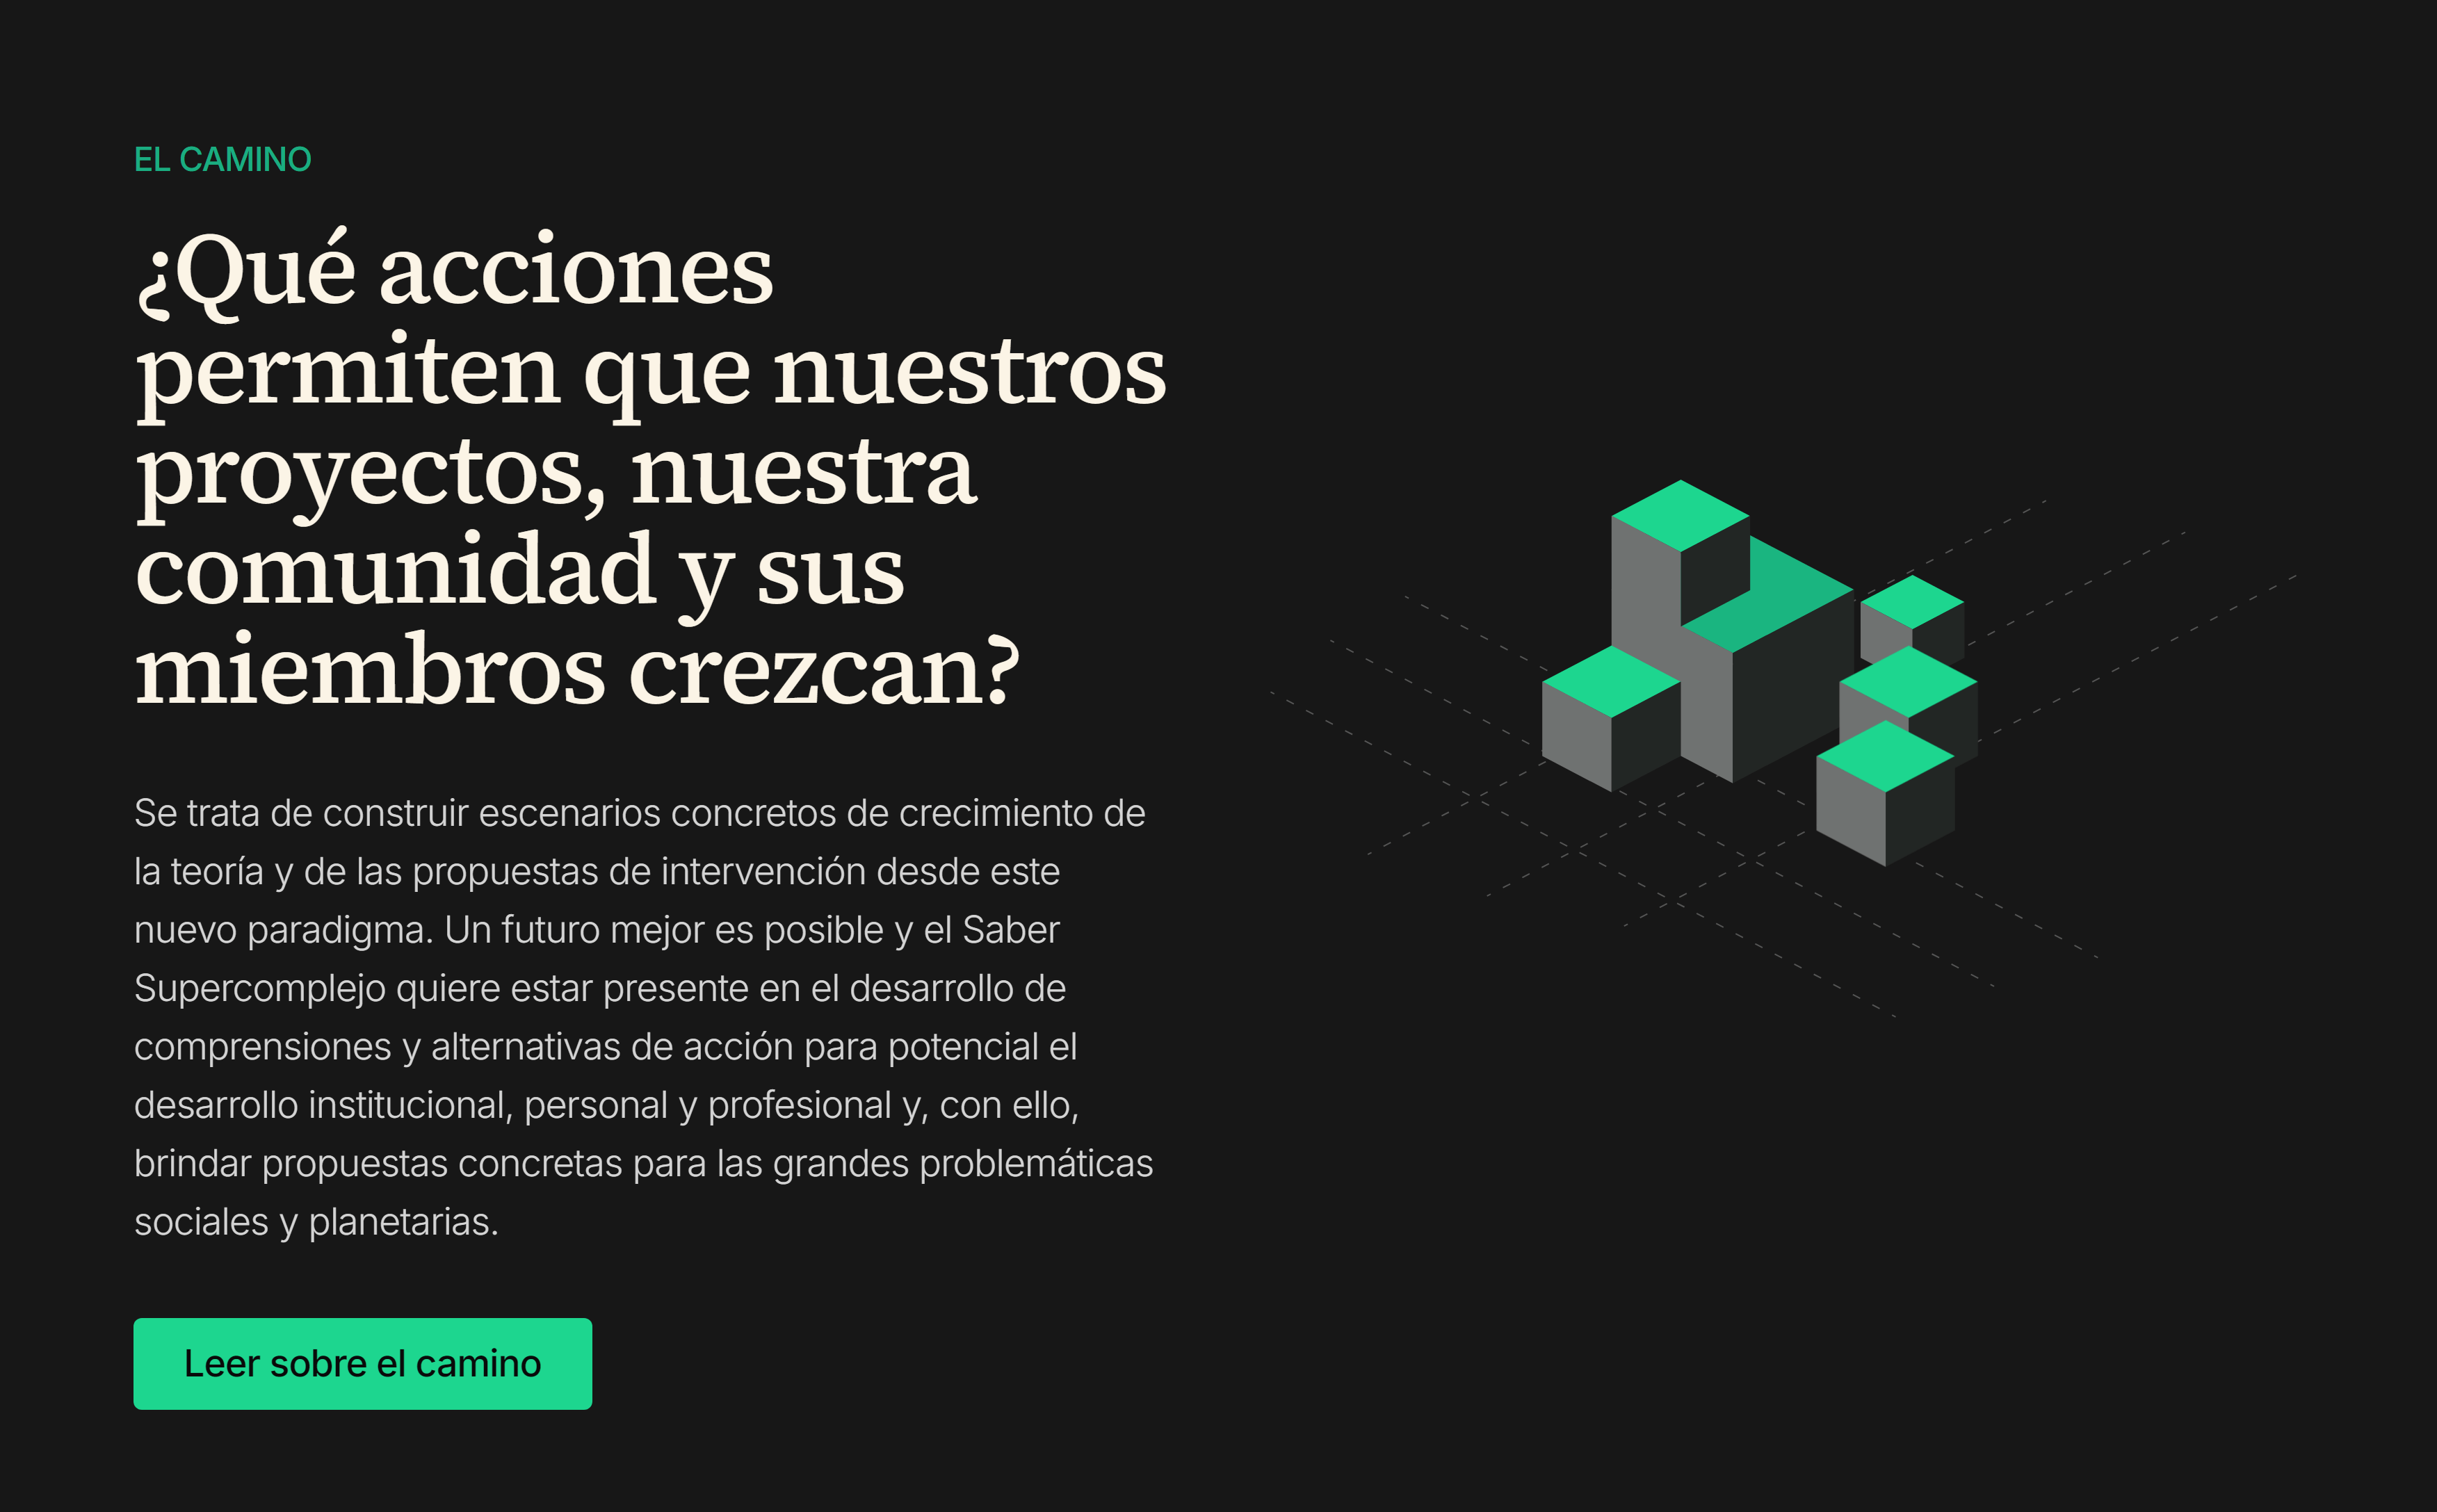 EL CAMINO
¿Qué acciones
permiten que nuestros
proyectos, nuestra
comunidad y sus
miembros crezcan?
Se trata de construir escenarios concretos de crecimiento de
la teoría y de las propuestas de intervención desde este
nuevo paradigma. Un futuro mejor es posible y el Saber
Supercomplejo quiere estar presente en el desarrollo de
comprensiones y alternativas de acción para potencial el
desarrollo institucional, personal y profesional y, con ello,
brindar propuestas concretas para las grandes problemáticas
sociales y planetarias.
Leer sobre el camino